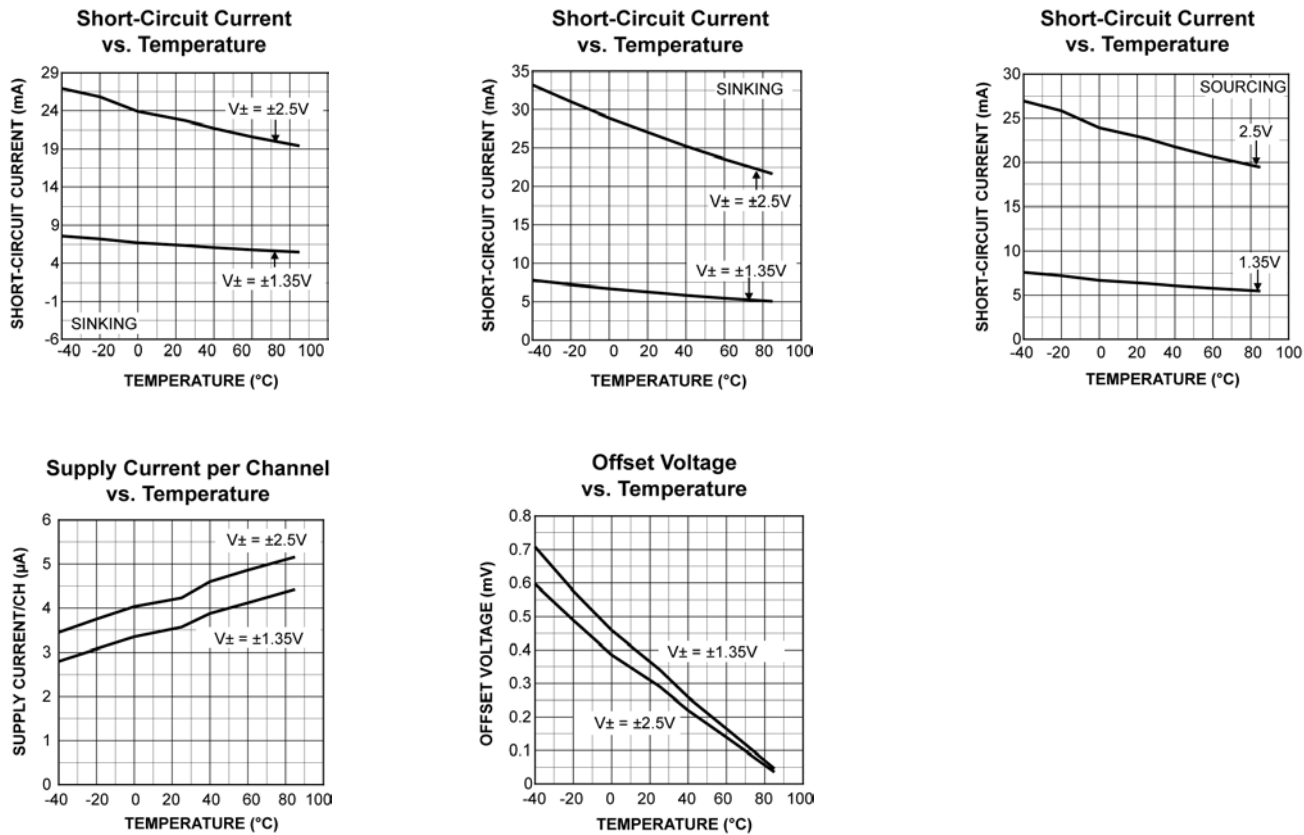 Short-Circuit Current
vs. Temperature
SHORT-CIRCUIT CURRENT (mA)
29
24
19
14
9
4
-1
-6
V± = ±2.5V
V± = ±1.35V
SINKING
-40 -20 0 20 40 60 80 100
TEMPERATURE (°C)
Short-Circuit Current
vs. Temperature
SHORT-CIRCUIT CURRENT (mA)
35
30
25
20
15
10
5
0
SINKING
V± = ±2.5V
V± = ±1.35V
-40 -20 0 20 40 60 80 100
TEMPERATURE (°C)
Short-Circuit Current
vs. Temperature
SHORT-CIRCUIT CURRENT (mA)
30
25
20
15
10
5
0
SOURCING
2.5V
1.35V
-40 -20 0 20 40 60 80 100
TEMPERATURE (°C)
Supply Current per Channel
vs. Temperature
SUPPLY CURRENT/CH (µA)
6
5
4
3
2
1
0
V± = ±2.5V
V± = ±1.35V
-40 -20 0 20 40 60 80 100
TEMPERATURE (°C)
Offset Voltage
vs. Temperature
OFFSET VOLTAGE (mV)
0.8
0.7
0.6
0.5
0.4
0.3
0.2
0.1
0
V± = ±1.35V
V± = ±2.5V
-40 -20 0 20 40 60 80 100
TEMPERATURE (°C)